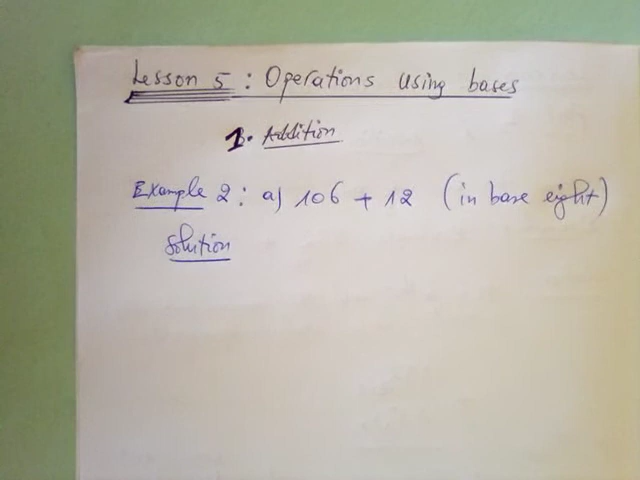 Lesson 5 : Operations using bases
1. Addition
Example 2 : a) 106 + 12 (in base eight)
Solution